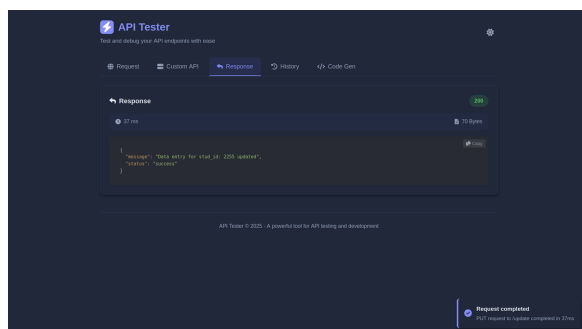 API Tester
Test and debug your API endpoints with ease
Request
Custom API
Response
History
</> Code Gen
Response
200
37 ms
70 Bytes
Copy
{
"message": "Data entry for stud_id: 2255 updated",
"status": "success"
}
API Tester © 2025 · A powerful tool for API testing and development
Request completed
PUT request to /update completed in 37ms